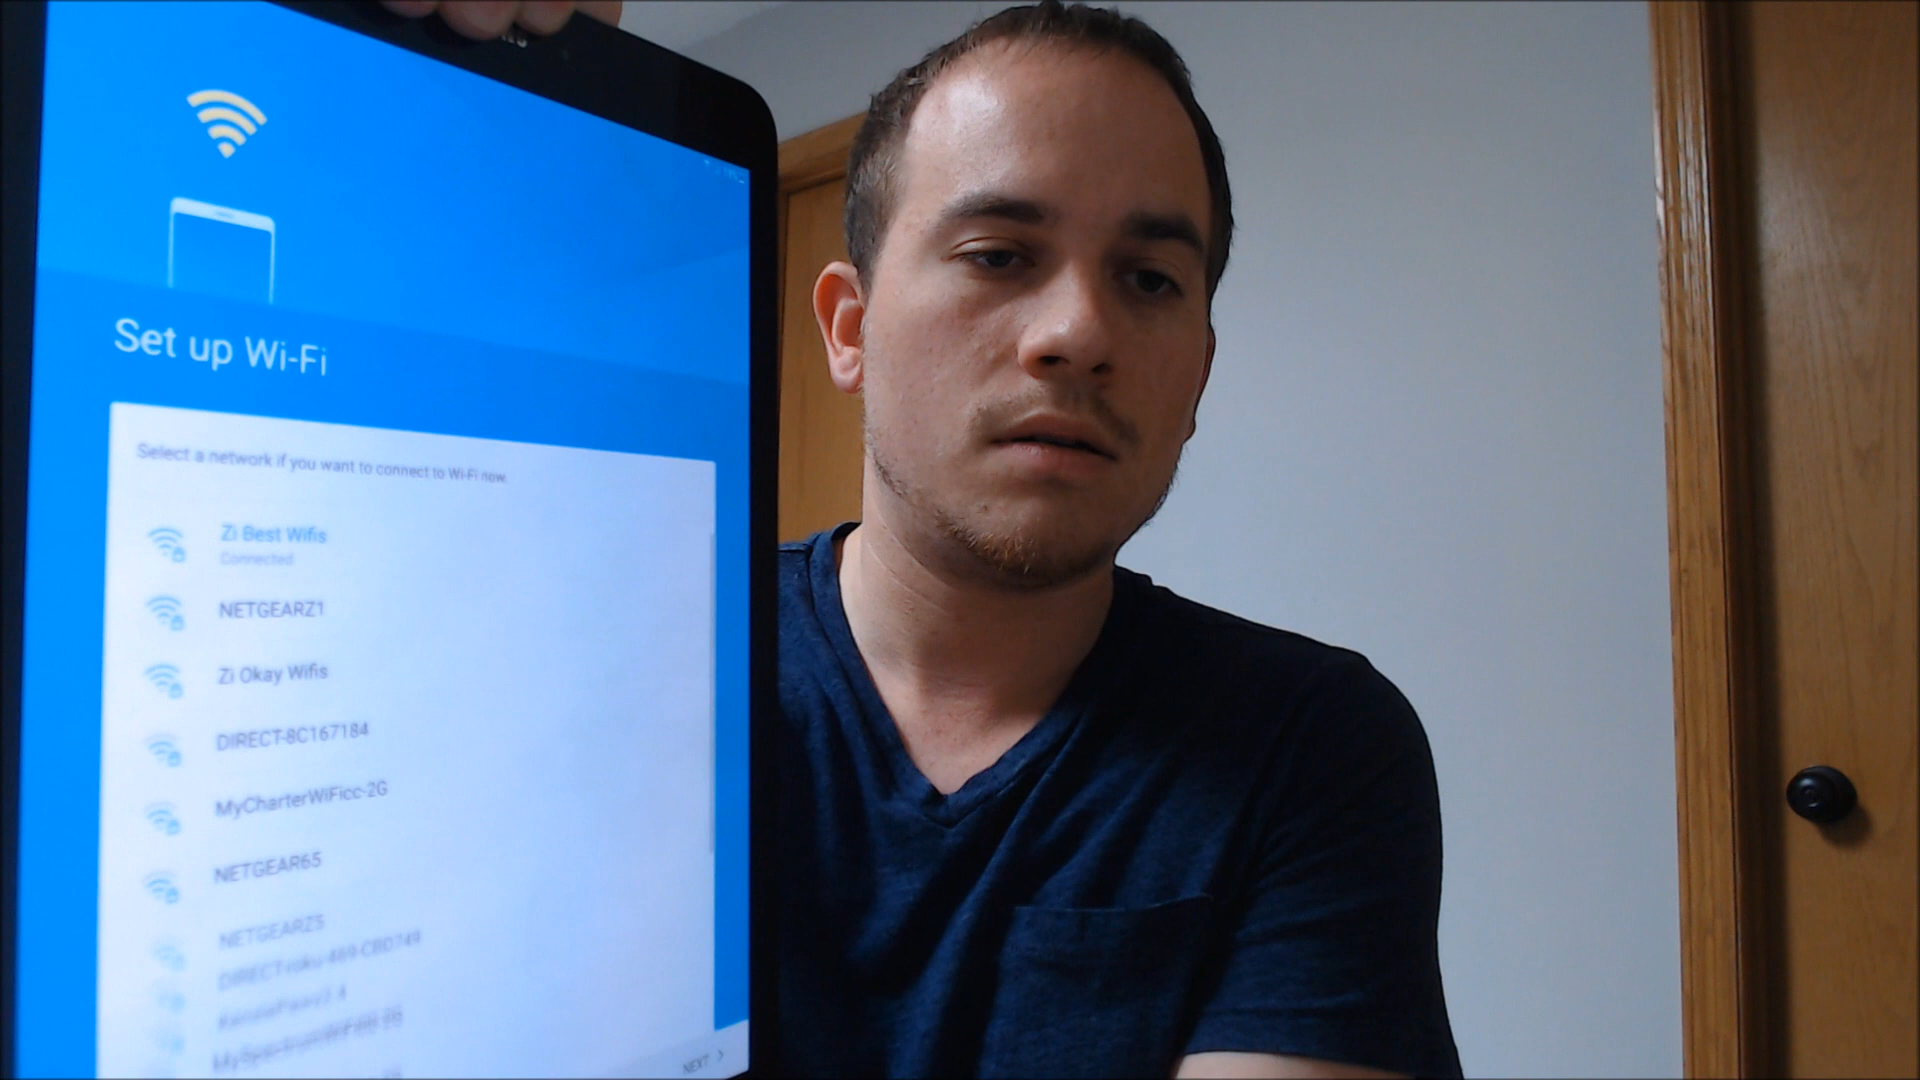 Set up Wi-Fi
Select a network if you want to connect to Wi-Fi now.
Zi Best Wifis
Connected
NETGEARZ1
Zi Okay Wifis
DIRECT-8C167184
MyCharterWiFicc-2G
NETGEAR65
NETGEARZ5
NEXT >